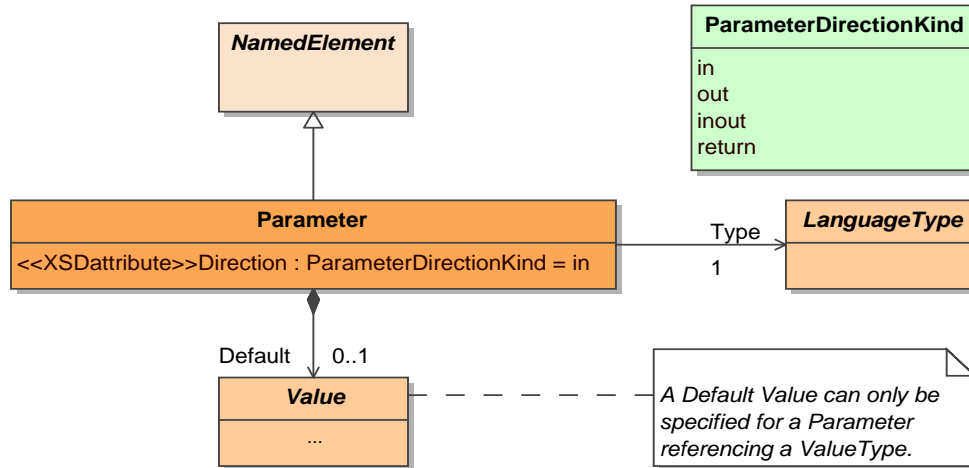 NamedElement
ParameterDirectionKind
in
out
inout
return
Parameter
<<XSDattribute>>Direction : ParameterDirectionKind = in
Type
1
LanguageType
Default
0..1
Value
...
A Default Value can only be
specified for a Parameter
referencing a ValueType.